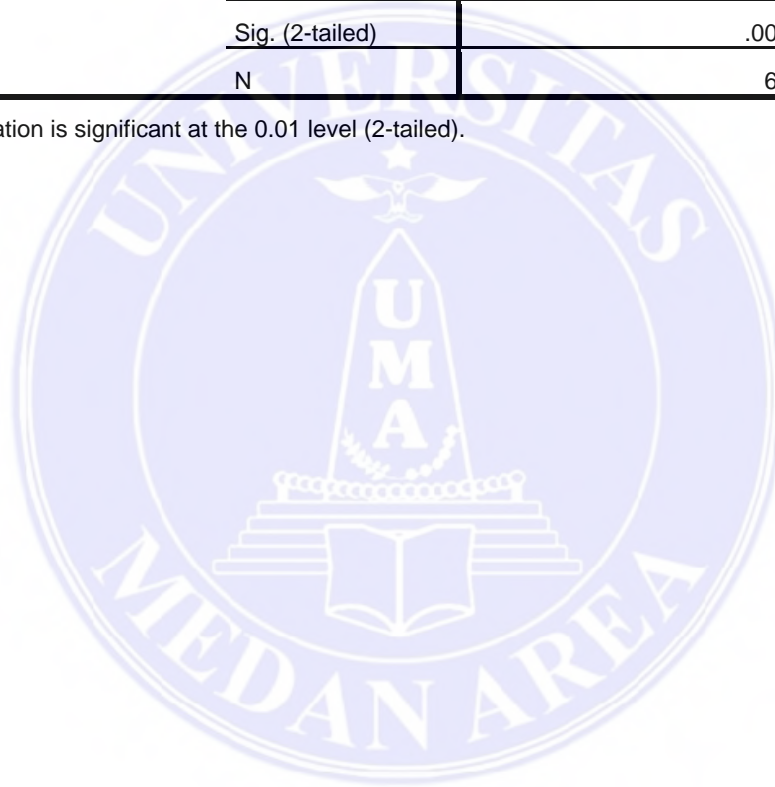 Sig. (2-tailed) .00
N 6
ation is significant at the 0.01 level (2-tailed).
UNIVERSITAS
U
M
A
MEDAN AREA